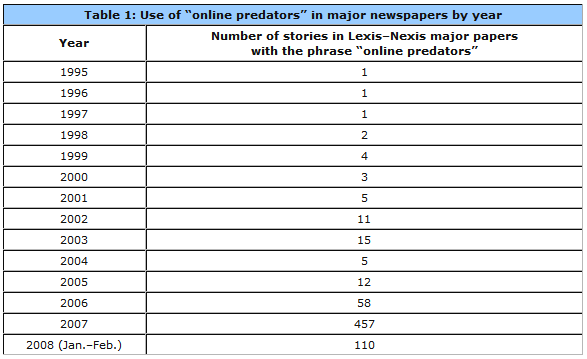 Table 1: Use of “online predators” in major newspapers by year
Year
Number of stories in Lexis–Nexis major papers
with the phrase “online predators”
1995 1
1996 1
1997 1
1998 2
1999 4
2000 3
2001 5
2002 11
2003 15
2004 5
2005 12
2006 58
2007 457
2008 (Jan.–Feb.) 110